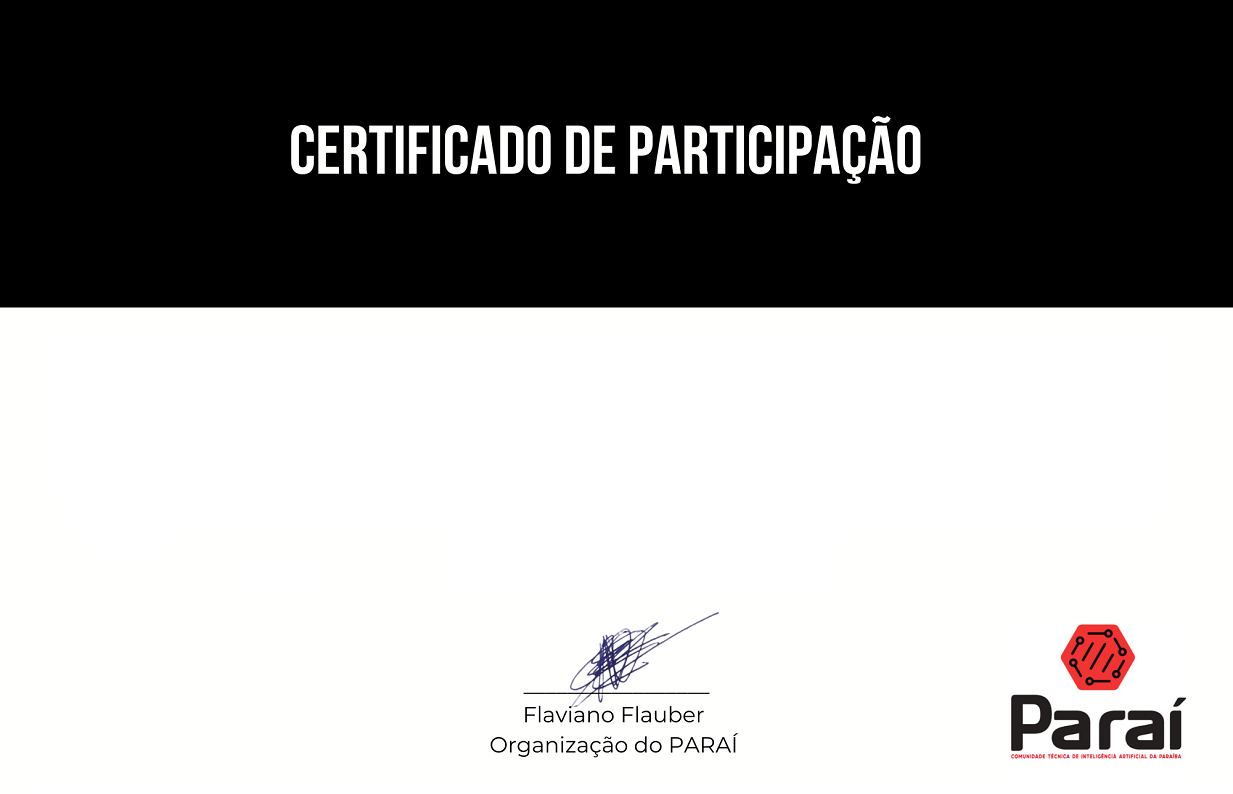 CERTIFICADO DE PARTICIPAÇÃO
Flaviano Flauber
Organização do PARAÍ
Paraí
COMUNIDADE TÉCNICA DE INTELIGÊNCIA ARTIFICIAL DA PARAÍBA